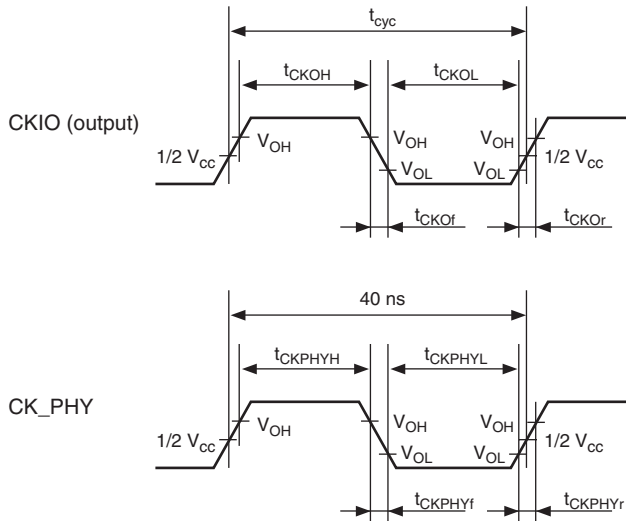 tcyc
tCKOH tCKOL
CKIO (output)
VOH VOH VOH
1/2 Vcc VOL VOL 1/2 Vcc
tCKOf tCKOr
40 ns
tCKPHYH tCKPHYL
CK_PHY
VOH VOH VOH
1/2 Vcc VOL VOL 1/2 Vcc
tCKPHYf tCKPHYr